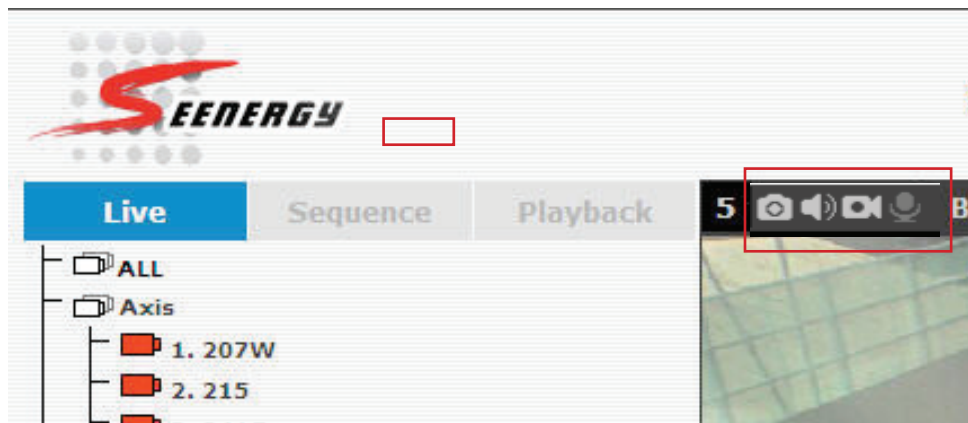 SEENERGY
Live Sequence Playback 5 B
ALL
Axis
1. 207W
2. 215